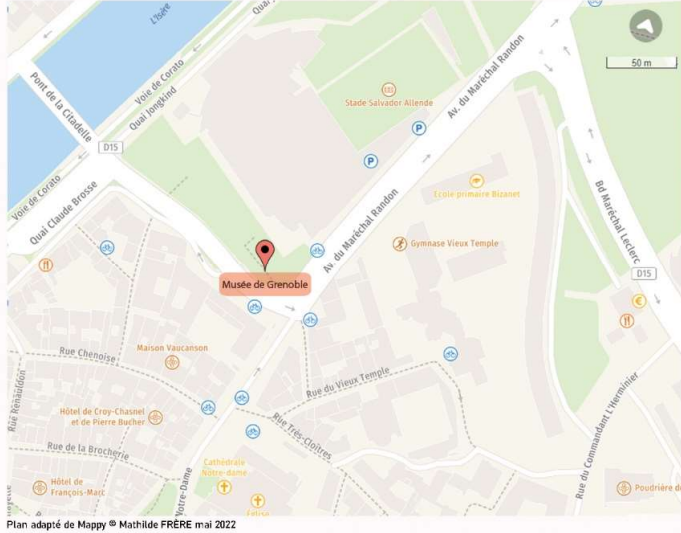 L'Isère
Quai J
Pont de la Citadelle
Voie de Corato
Quai Jongkind
D15
Voie de Corato
Quai Claude Brosse
50 m
Stade Salvador Allende
P
P
Av. du Maréchal Randon
Ecole primaire Bizanet
Av. du Maréchal Randon
Gymnase Vieux Temple
Bd Maréchal Leclerc
D15
€
Musée de Grenoble
Maison Vaucanson
Rue Chenoise
Rue Renauldon
Rue du Vieux Temple
Hôtel de Croy-Chasnel
et de Pierre Bucher
Rue Très-Cloîtres
Rue de la Brocherie
Rue du Commandant L'Herminier
Cathédrale
Notre-dame
Hôtel de
François-Marc
Notre-Dame
Poudrière de
Eglise
Plan adapté de Mappy © Mathilde FRÈRE mai 2022